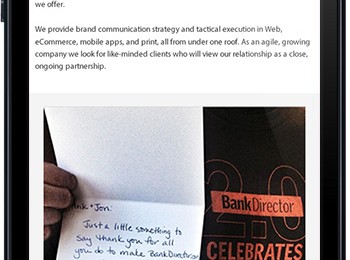 we offer.
We provide brand communication strategy and tactical execution in Web,
eCommerce, mobile apps, and print, all from under one roof. As an agile, growing
company we look for like-minded clients who will view our relationship as a close,
ongoing partnership.
+ Jon:
Just a little something to
say thank you for all
you do to make BankDirector
2.0
BankDirector
CELEBRATES